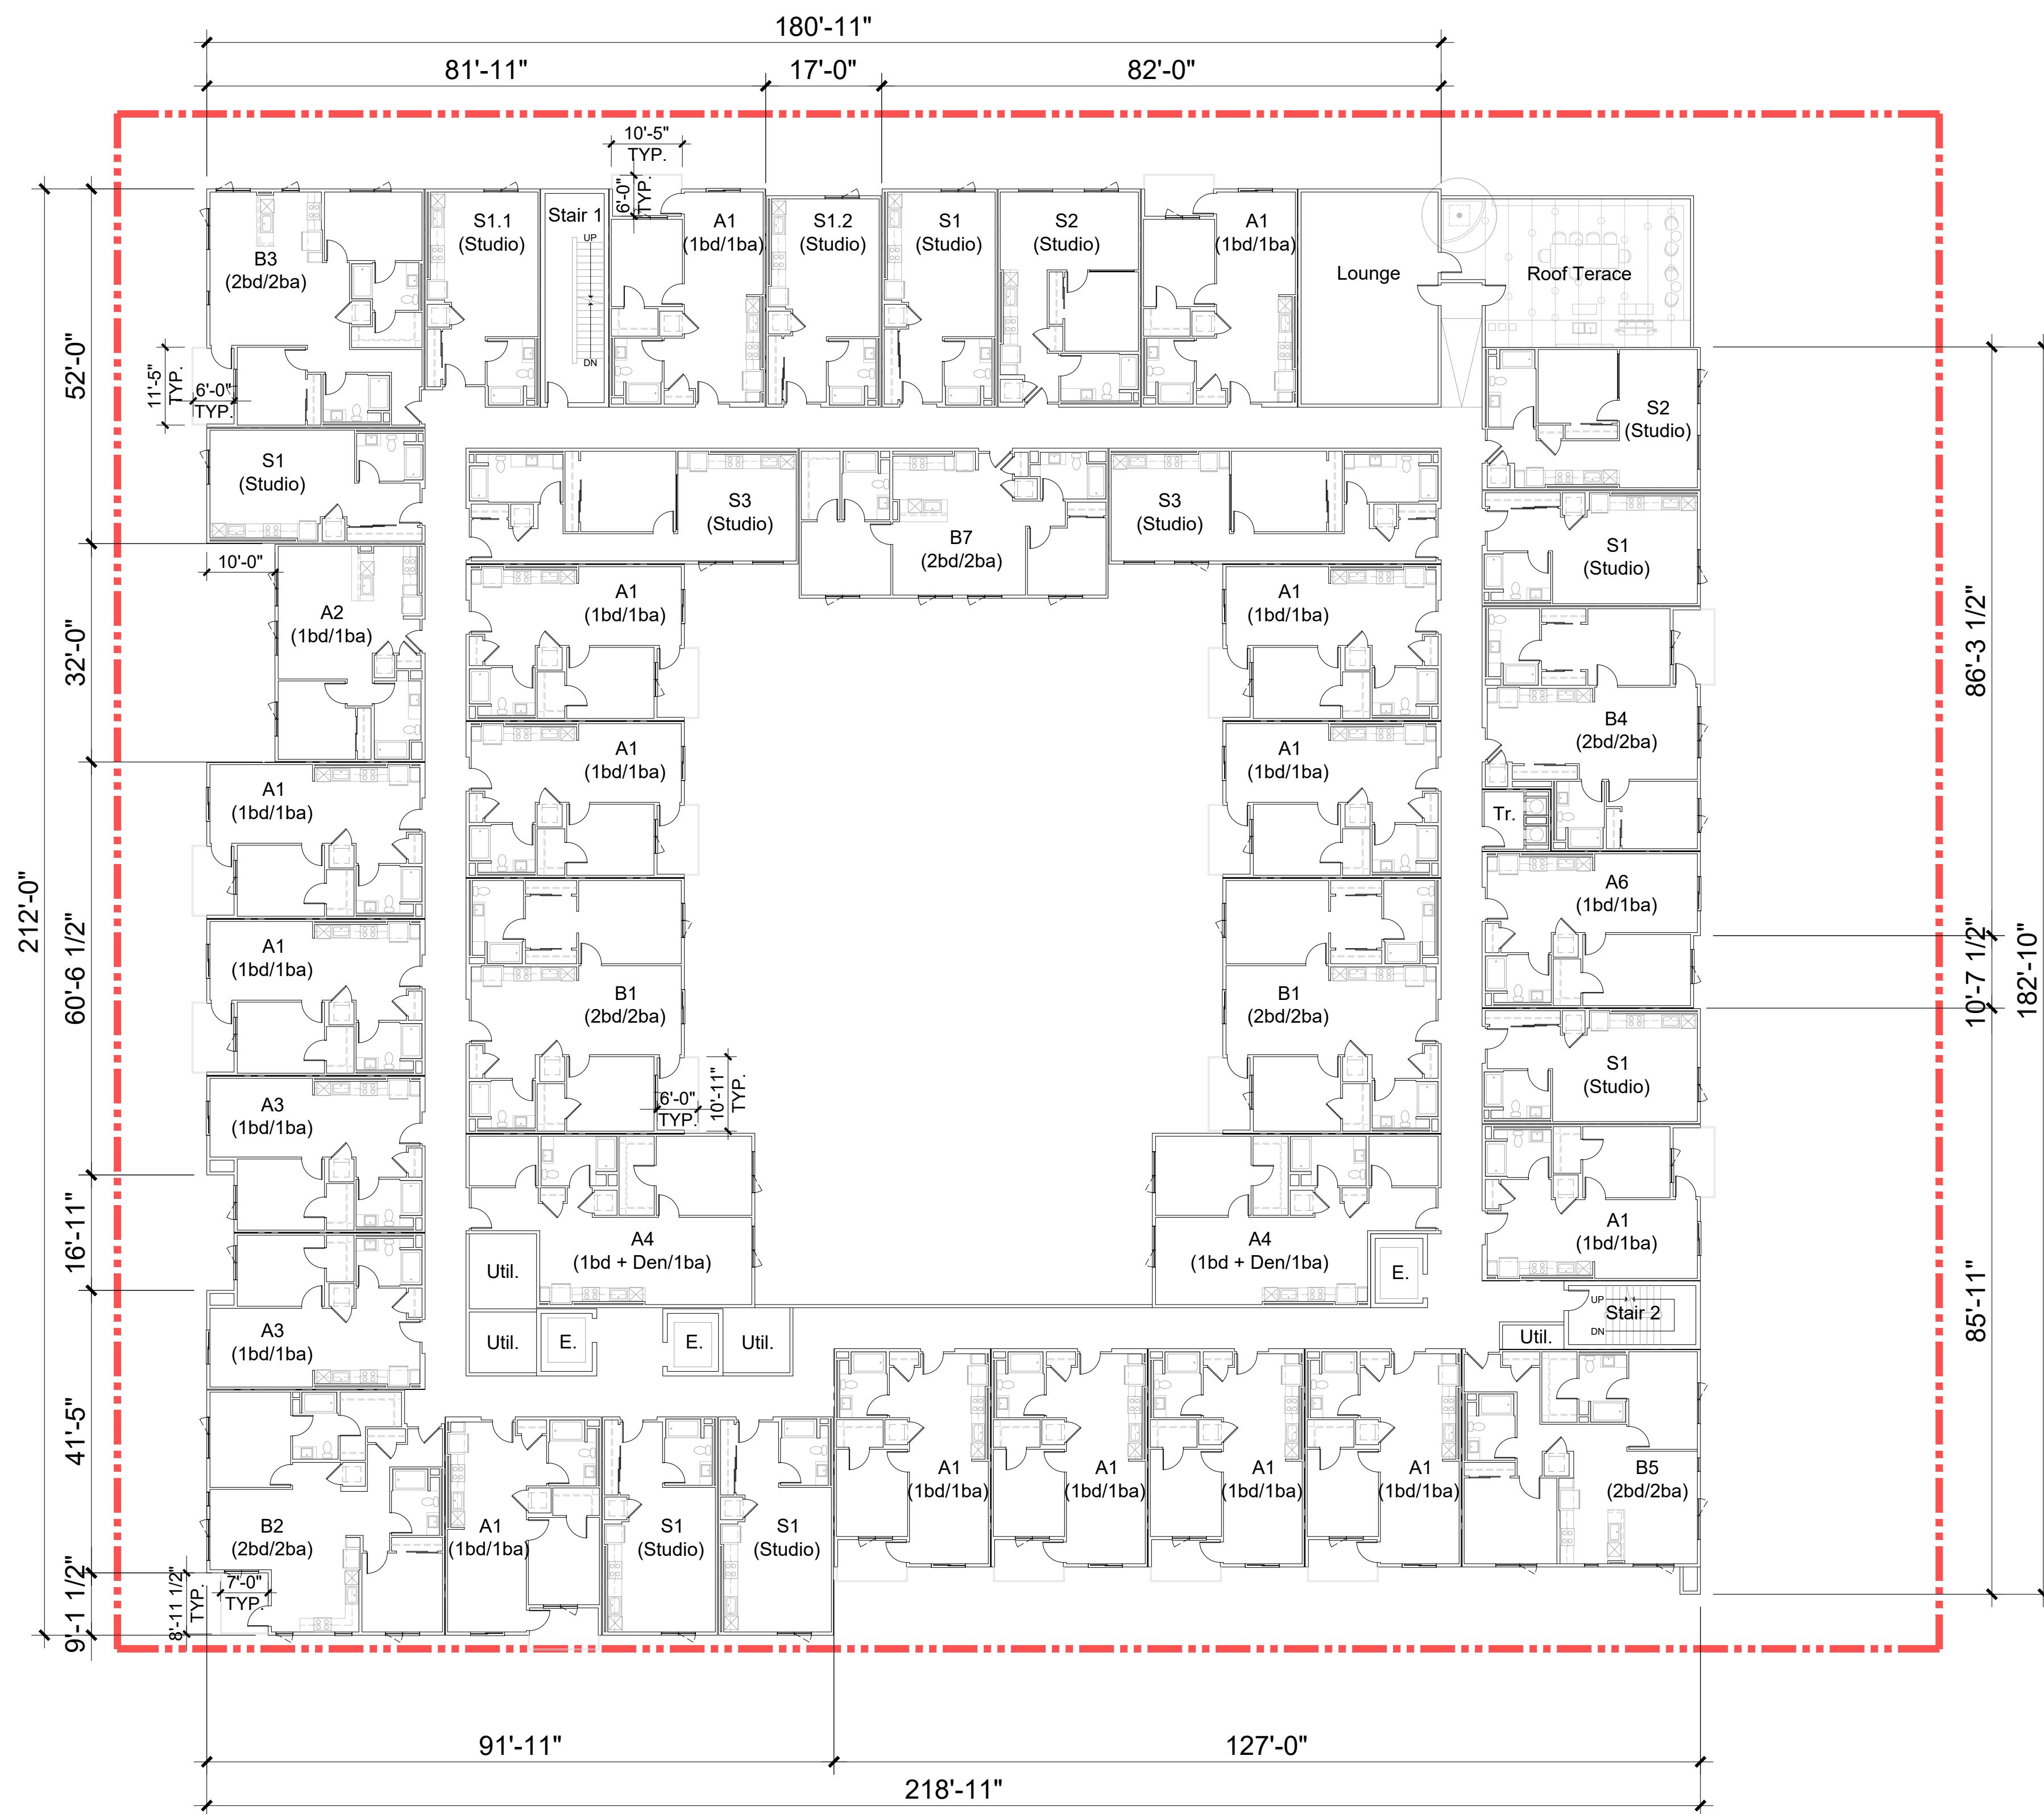 180'-11"
81'-11"
17'-0"
82'-0"
10'-5"
TYP.
6'-0"
TYP.
B3
(2bd/2ba)
S1.1
(Studio)
Stair 1
UP
DN
A1
(1bd/1ba)
S1.2
(Studio)
S1
(Studio)
S2
(Studio)
A1
(1bd/1ba)
Lounge
Roof Terace
52'-0"
11'-5"
TYP.
6'-0"
TYP.
S2
(Studio)
S1
(Studio)
S3
(Studio)
B7
(2bd/2ba)
S3
(Studio)
S1
(Studio)
10'-0"
A2
(1bd/1ba)
32'-0"
A1
(1bd/1ba)
A1
(1bd/1ba)
86'-3 1/2"
B4
(2bd/2ba)
A1
(1bd/1ba)
A1
(1bd/1ba)
A1
(1bd/1ba)
Tr.
212'-0"
60'-6 1/2"
A1
(1bd/1ba)
A6
(1bd/1ba)
10'-7 1/2"
182'-10"
B1
(2bd/2ba)
B1
(2bd/2ba)
6'-0"
TYP.
10'-11"
TYP.
A3
(1bd/1ba)
S1
(Studio)
16'-11"
A4
(1bd + Den/1ba)
A4
(1bd + Den/1ba)
Util.
E.
A1
(1bd/1ba)
85'-11"
A3
(1bd/1ba)
Util.
E.
E.
Util.
UP
Stair 2
DN
Util.
41'-5"
A1
(1bd/1ba)
A1
(1bd/1ba)
A1
(1bd/1ba)
A1
(1bd/1ba)
B5
(2bd/2ba)
B2
(2bd/2ba)
A1
(1bd/1ba)
S1
(Studio)
S1
(Studio)
9'-1 1/2"
8'-11 1/2"
TYP.
7'-0"
TYP.
91'-11"
127'-0"
218'-11"